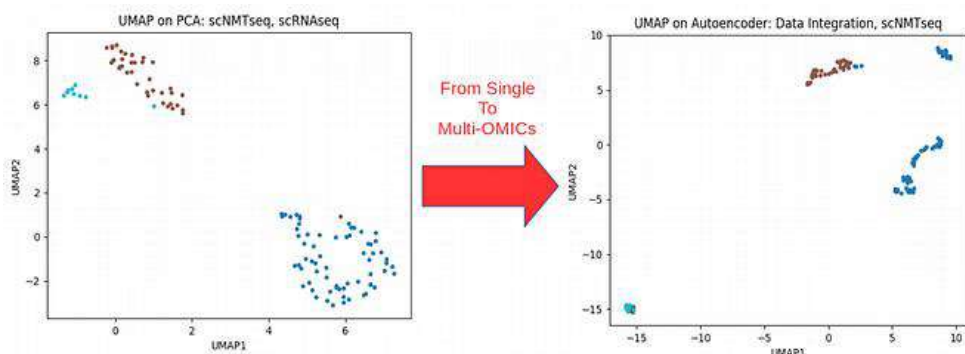 UMAP on PCA: scNMTseq, scRNAseq
8
6
4
2
0
−2
UMAP2
0
2
4
6
UMAP1
From Single
To
Multi-OMICs
UMAP on Autoencoder: Data Integration, scNMTseq
10
5
0
−5
−10
−15
UMAP2
−15
−10
−5
0
5
10
UMAP1